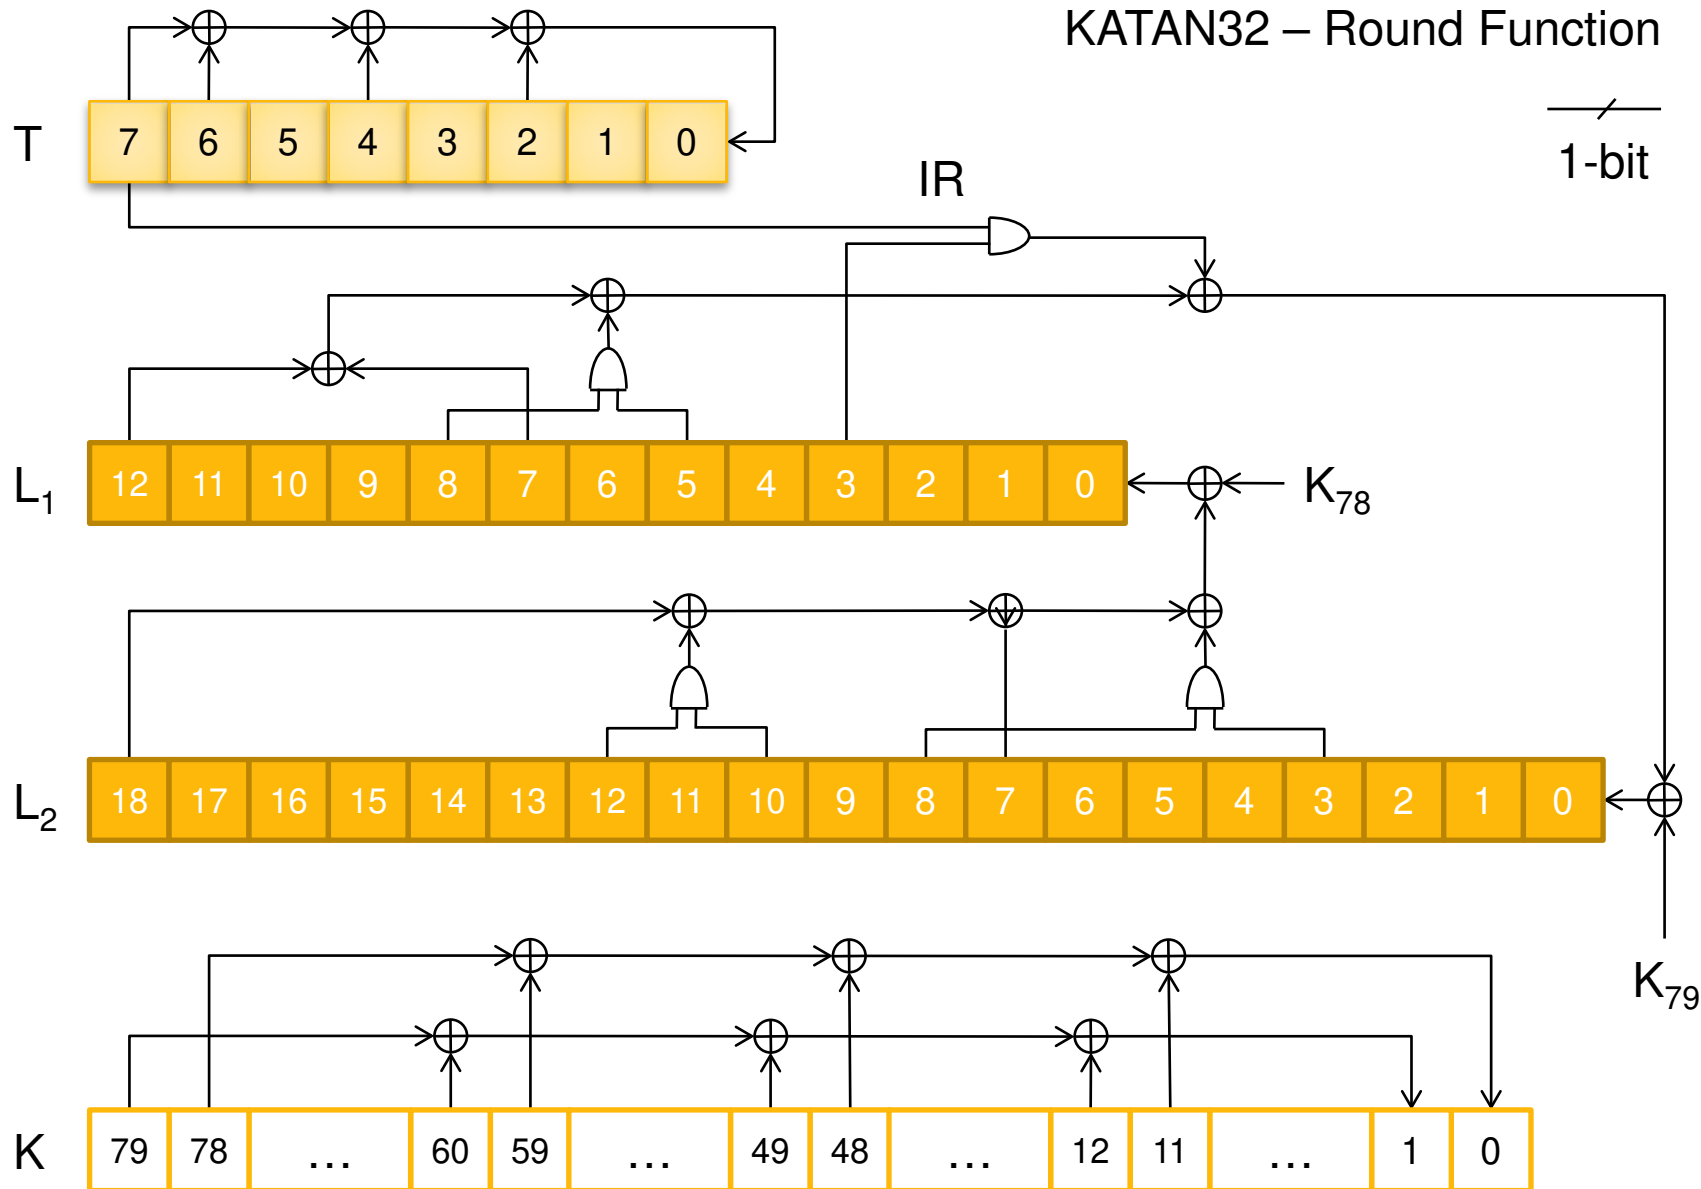 KATAN32 – Round Function
T 7 6 5 4 3 2 1 0
1-bit
IR
L1 12 11 10 9 8 7 6 5 4 3 2 1 0
K78
L2 18 17 16 15 14 13 12 11 10 9 8 7 6 5 4 3 2 1 0
K79
K 79 78 ... 60 59 ... 49 48 ... 12 11 ... 1 0